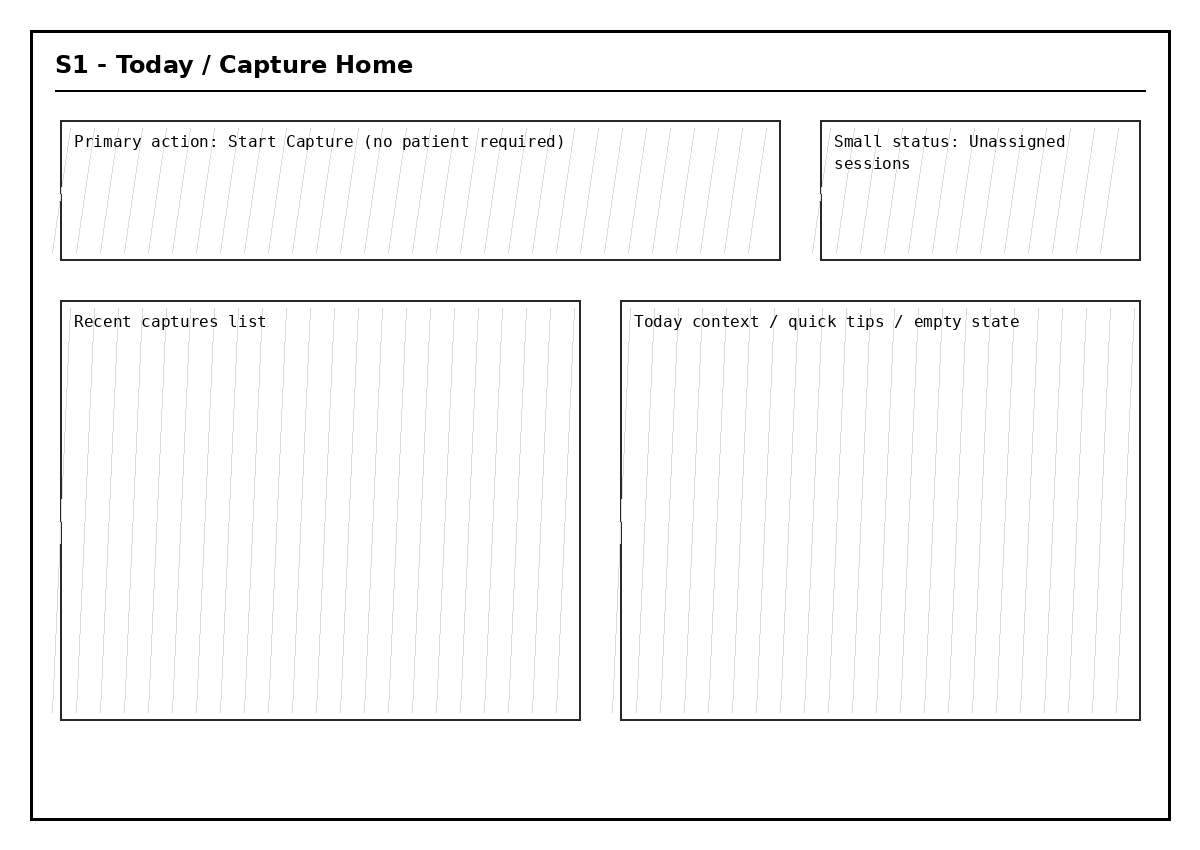 S1 - Today / Capture Home
Primary action: Start Capture (no patient required)
Small status: Unassigned
sessions
Recent captures list
Today context / quick tips / empty state